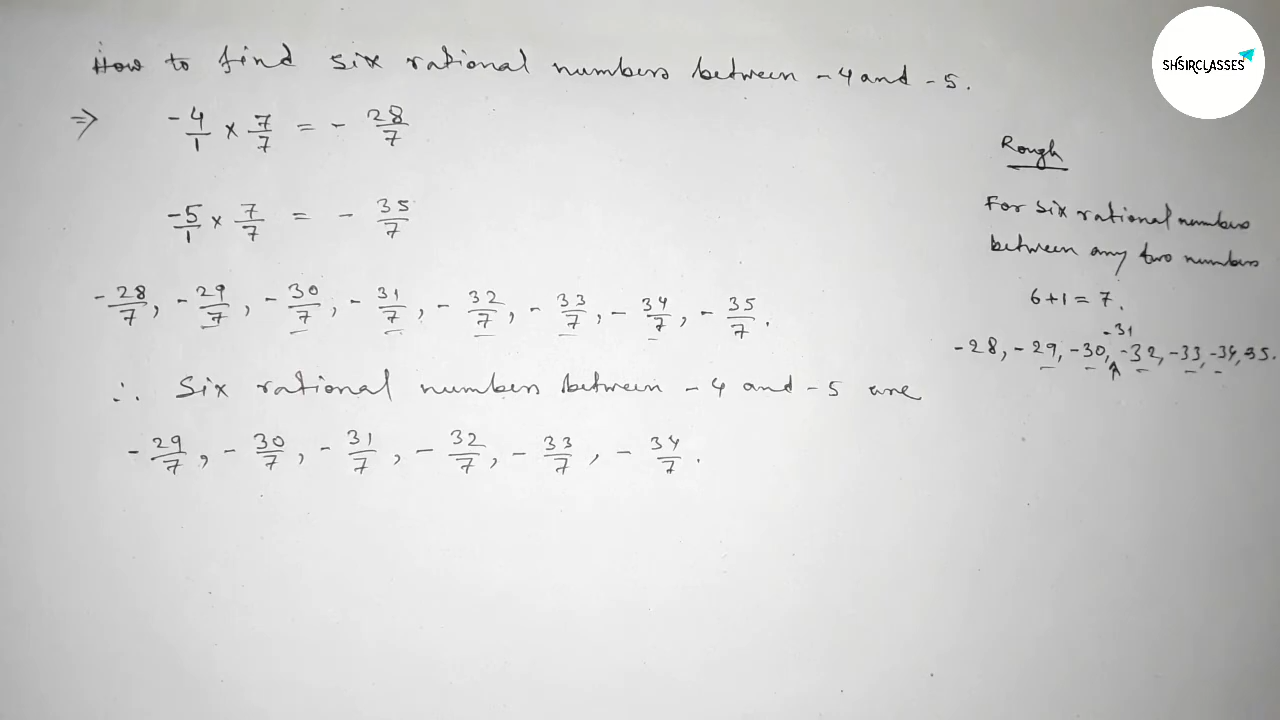 How to find six rational numbers between -4 and -5.
⇒ -4/1 × 7/7 = - 28/7
-5/1 × 7/7 = - 35/7
-28/7, -29/7, -30/7, -31/7, -32/7, -33/7, -34/7, -35/7.
∴ Six rational numbers between -4 and -5 are
-29/7, -30/7, -31/7, -32/7, -33/7, -34/7.
SHSIRCLASSES
Rough
For six rational numbers
between any two numbers
6+1 = 7.
-31
-28, -29, -30, -32, -33, -34, 35.